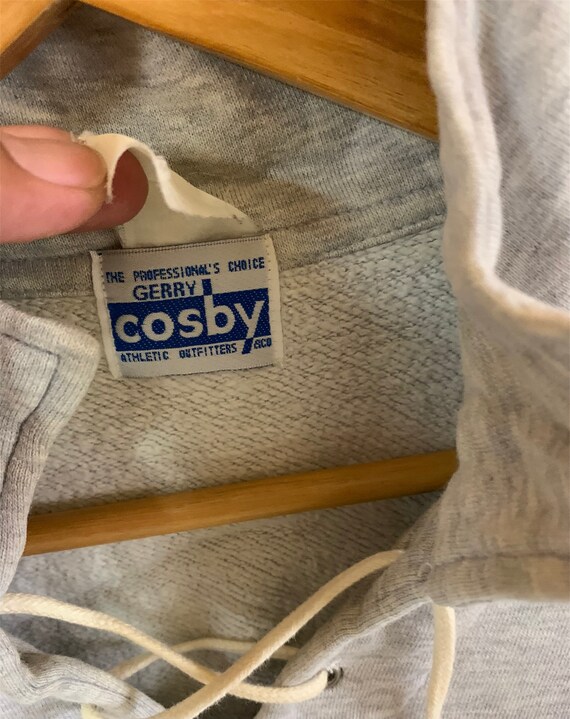 THE PROFESSIONAL'S CHOICE
GERRY
cosby
ATHLETIC OUTFITTERS &CO